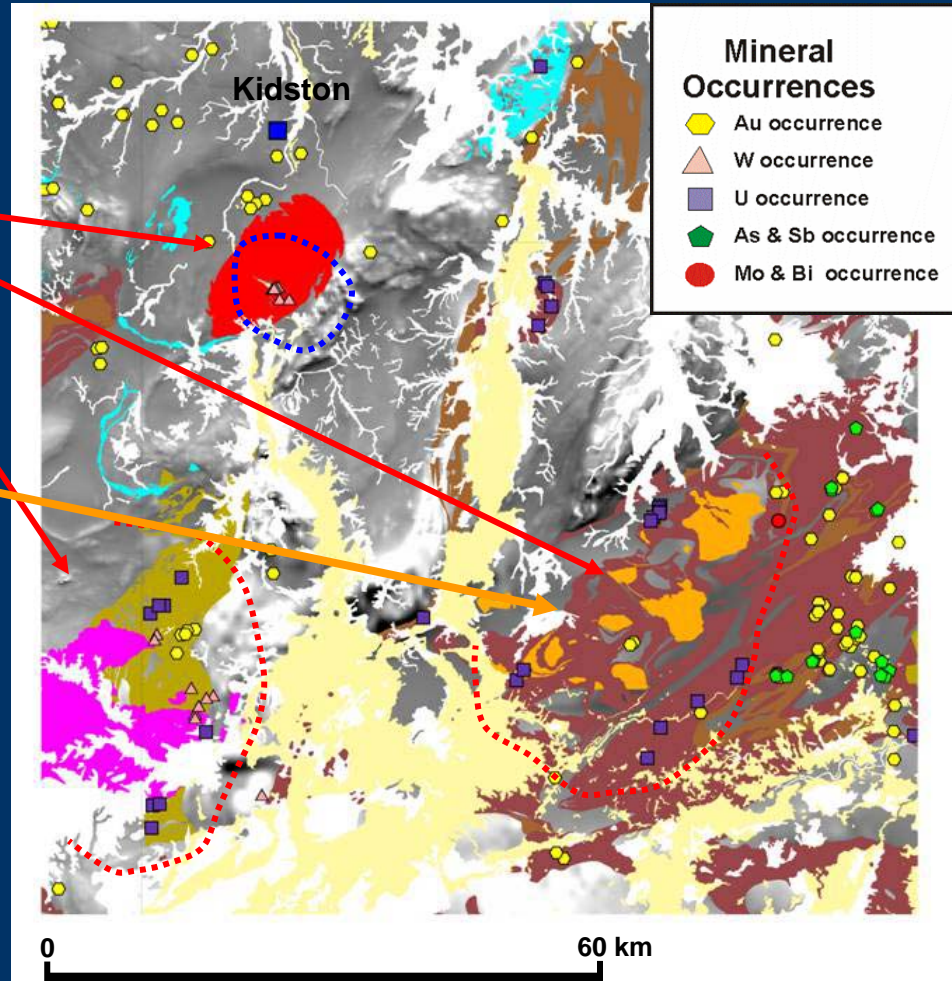 Kidston
Mineral
Occurrences
Au occurrence
W occurrence
U occurrence
As & Sb occurrence
Mo & Bi occurrence
0
60 km